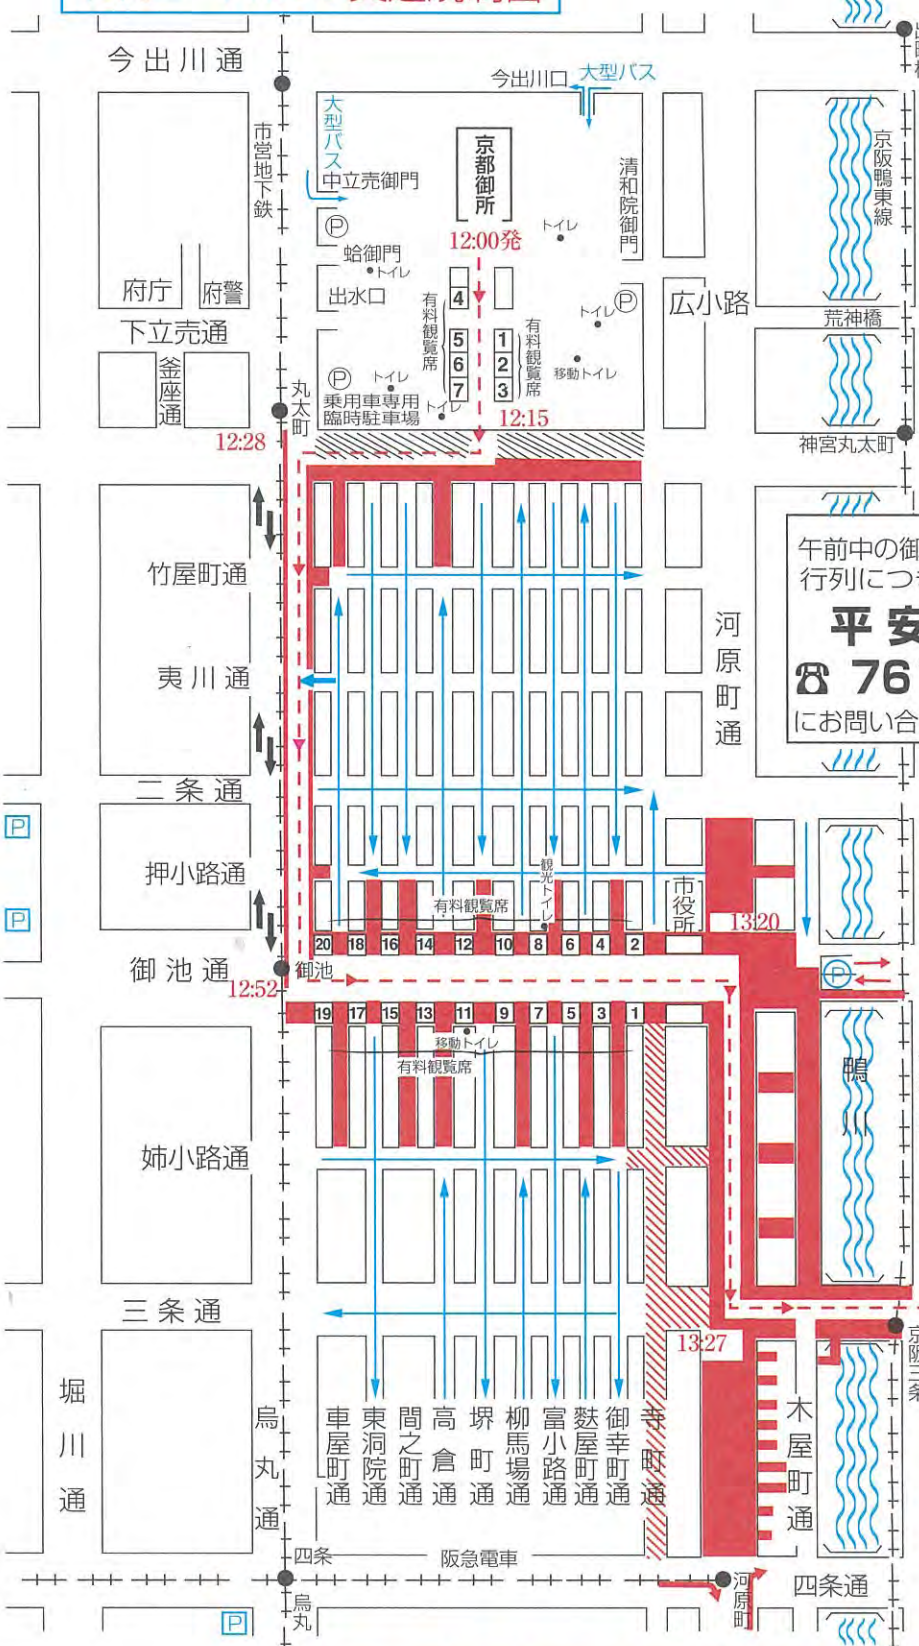 今出川通
今出川口
大型バス
大型バス
市営地下鉄
中立売御門
京都御所
清和院御門
京阪鴨東線
P
12:00発
トイレ
蛤御門
トイレ
出水口
府庁
府警
4
有料観覧席
5
6
7
1
2
3
有料観覧席
トイレ
P
移動トイレ
広小路
荒神橋
下立売通
釜座通
丸太町
P
トイレ
乗用車専用
臨時駐車場
トイレ
12:15
12:28
神宮丸太町
竹屋町通
夷川通
河原町通
午前中の御
行列につ
平安
☎ 76
にお問い合
二条通
P
押小路通
P
観光トイレ
有料観覧席
市役所
13:20
20
18
16
14
12
10
8
6
4
2
御池通
御池
12:52
P
19
17
15
13
11
9
7
5
3
1
移動トイレ
有料観覧席
鴨川
姉小路通
三条通
13:27
京阪三条
堀川通
烏丸通
車屋町通
東洞院通
間之町通
高倉通
堺町通
柳馬場通
富小路通
麩屋町通
御幸町通
寺町通
木屋町通
四条
阪急電車
烏丸
河原町
四条通
P